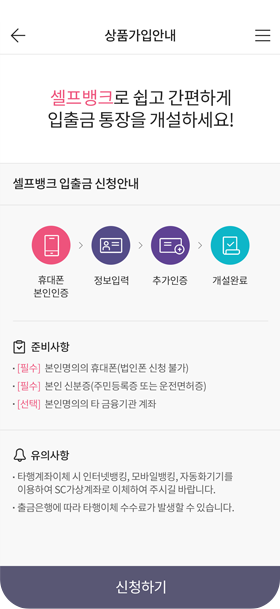 상품가입안내
셀프뱅크로 쉽고 간편하게
입출금 통장을 개설하세요!
셀프뱅크 입출금 신청안내
휴대폰
본인인증
정보입력
추가인증
개설완료
준비사항
· [필수] 본인명의의 휴대폰(법인폰 신청 불가)
· [필수] 본인 신분증(주민등록증 또는 운전면허증)
· [선택] 본인명의의 타 금융기관 계좌
유의사항
· 타행계좌이체 시 인터넷뱅킹, 모바일뱅킹, 자동화기기를
이용하여 SC가상계좌로 이체하여 주시길 바랍니다.
· 출금은행에 따라 타행이체 수수료가 발생할 수 있습니다.
신청하기